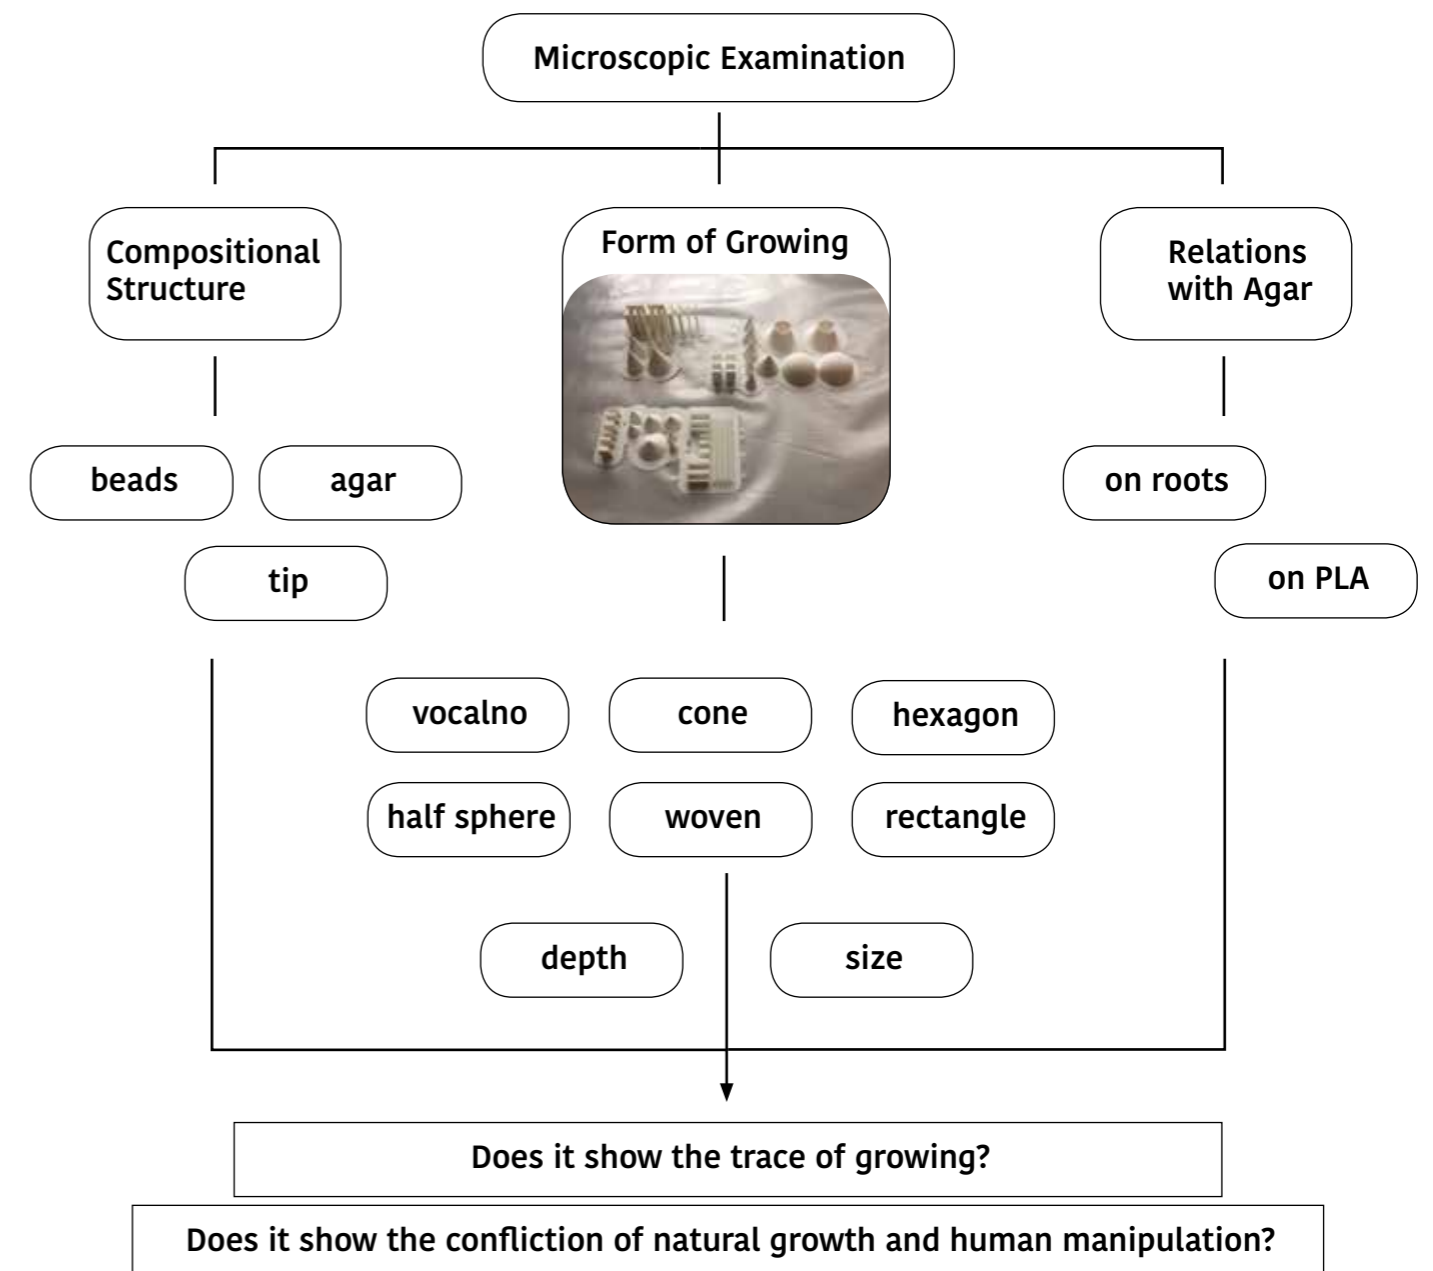 Microscopic Examination
Compositional
Structure
Form of Growing
Relations
with Agar
beads
agar
on roots
tip
on PLA
vocalno
cone
hexagon
half sphere
woven
rectangle
depth
size
Does it show the trace of growing?
Does it show the confliction of natural growth and human manipulation?